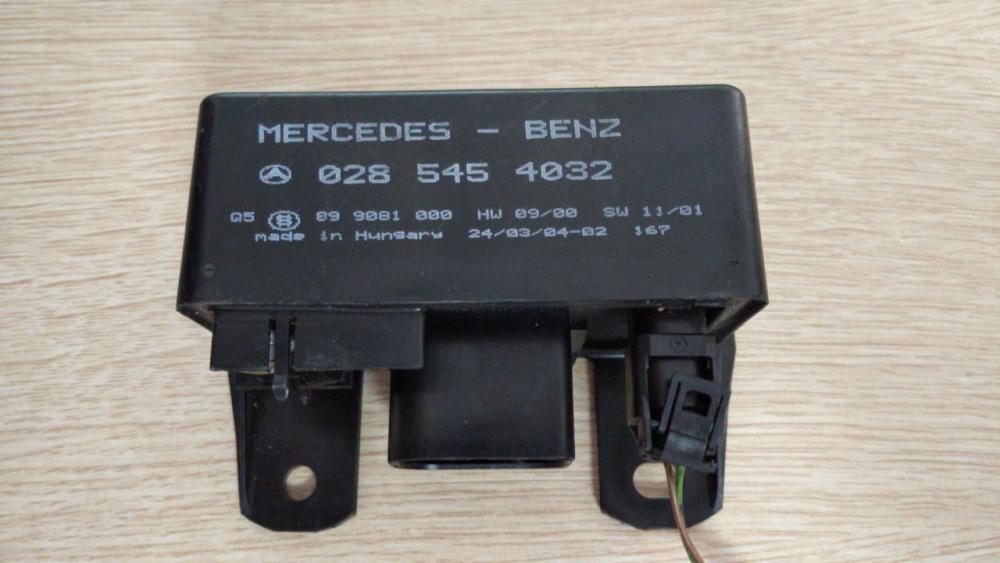 MERCEDES - BENZ
028 545 4032
Q5 89 9081 000 HW 09/00 SW 11/01
made in Hungary 24/03/04-02 167